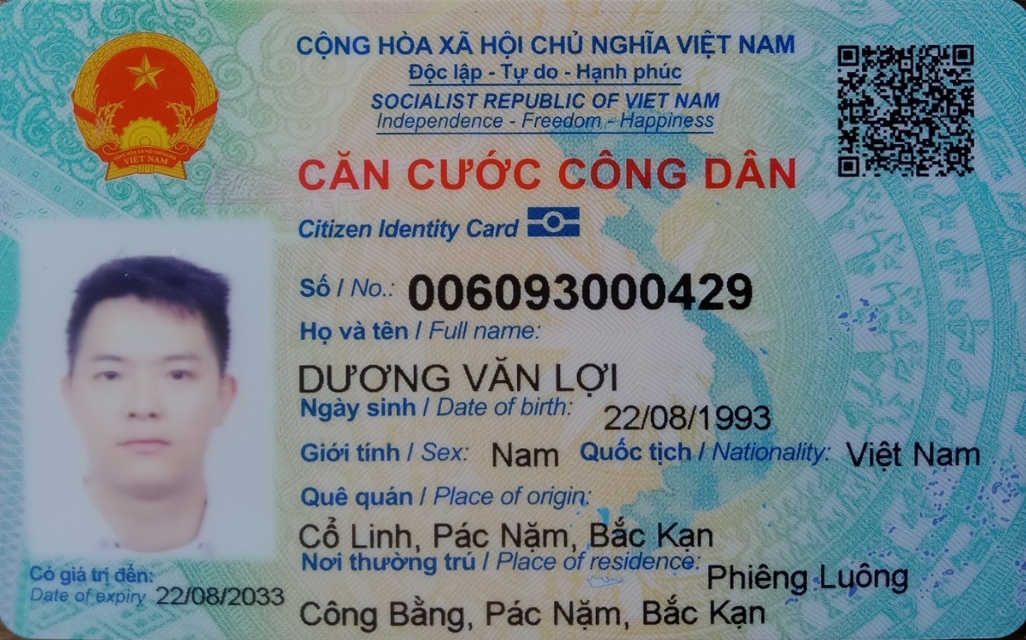 CỘNG HÒA XÃ HỘI CHỦ NGHĨA VIỆT NAM
Độc lập - Tự do - Hạnh phúc
SOCIALIST REPUBLIC OF VIET NAM
Independence - Freedom - Happiness
VIỆT NAM
CĂN CƯỚC CÔNG DÂN
Citizen Identity Card
Số / No.: 006093000429
Họ và tên / Full name:
DƯƠNG VĂN LỢI
Ngày sinh / Date of birth: 22/08/1993
Giới tính / Sex: Nam Quốc tịch / Nationality: Việt Nam
Quê quán / Place of origin:
Cổ Linh, Pác Nặm, Bắc Kạn
Nơi thường trú / Place of residence: Phiêng Luông
Công Bằng, Pác Nặm, Bắc Kạn
Có giá trị đến:
Date of expiry 22/08/2033